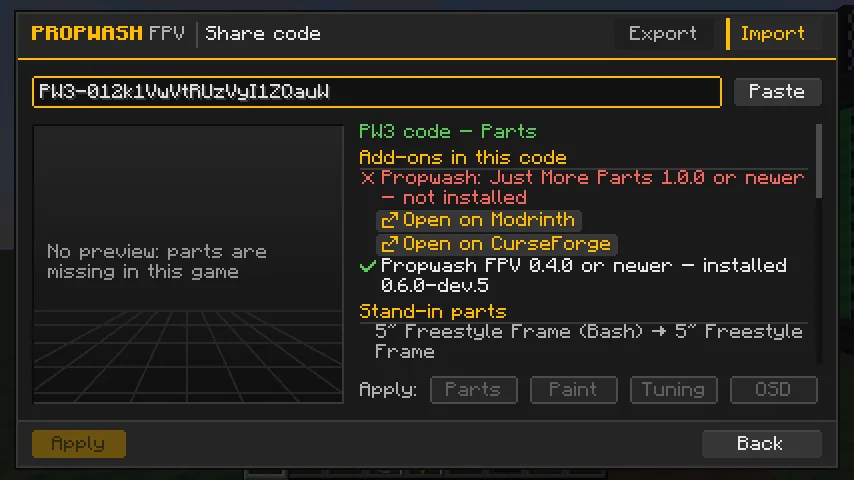 PROPWASH FPV | Share code
Export
Import
PW3-012k1VwVtRUzVyI1ZQauW
Paste
No preview: parts are
missing in this game
PW3 code — Parts
Add-ons in this code
✕ Propwash: Just More Parts 1.0.0 or newer
— not installed
Open on Modrinth
Open on CurseForge
✓ Propwash FPV 0.4.0 or newer — installed
0.6.0-dev.5
Stand-in parts
5″ Freestyle Frame (Bash) → 5″ Freestyle
Frame
Apply:
Parts
Paint
Tuning
OSD
Apply
Back